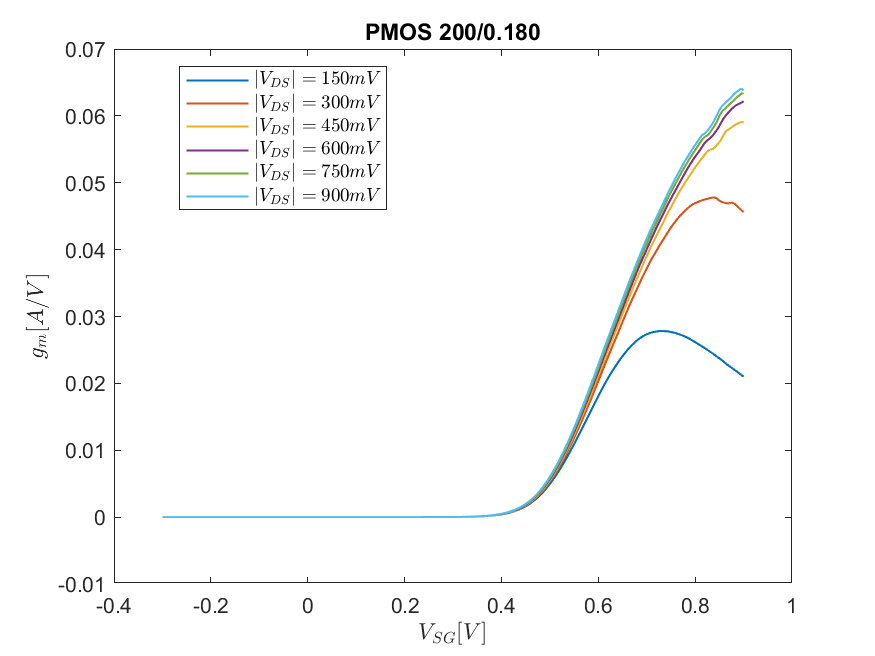 PMOS 200/0.180
0.07
0.06
0.05
0.04
0.03
0.02
0.01
0
-0.01
g_m[A/V]
|V_DS| = 150mV
|V_DS| = 300mV
|V_DS| = 450mV
|V_DS| = 600mV
|V_DS| = 750mV
|V_DS| = 900mV
-0.4 -0.2 0 0.2 0.4 0.6 0.8 1
V_SG[V]